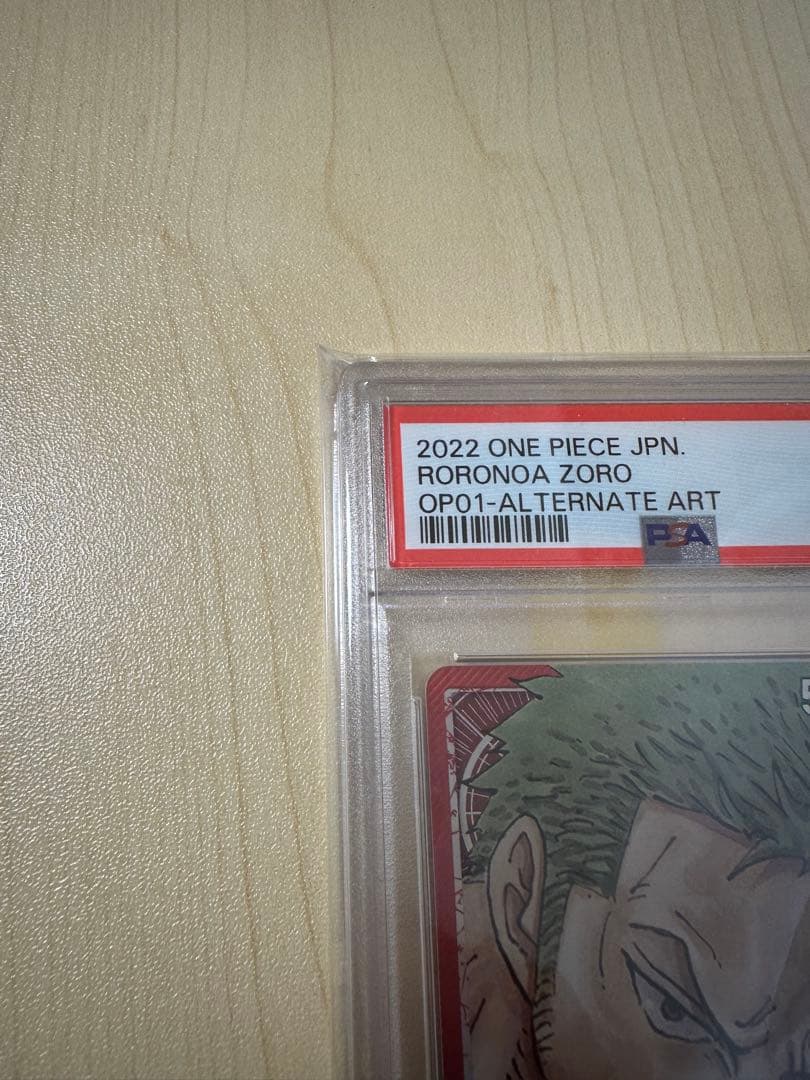 2022 ONE PIECE JPN.
RORONOA ZORO
OP01-ALTERNATE ART
PSA